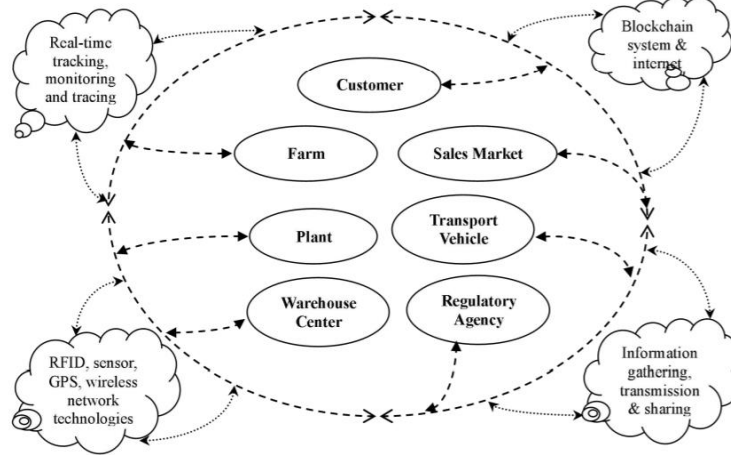 Real-time
tracking,
monitoring
and tracing
Blockchain
system &
internet
Customer
Farm
Sales Market
Plant
Transport
Vehicle
Warehouse
Center
Regulatory
Agency
RFID, sensor,
GPS, wireless
network
technologies
Information
gathering,
transmission
& sharing